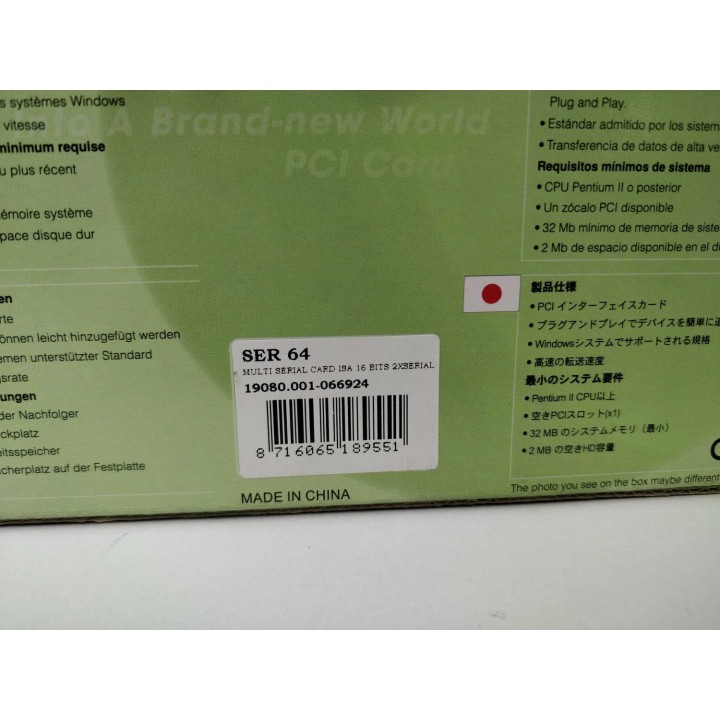 s systèmes Windows
vitesse
minimum requise
u plus récent
émoire système
pace disque dur
to A Brand-new World
PCI Car
Plug and Play.
• Estándar admitido por los sistem
• Transferencia de datos de alta ve
Requisitos mínimos de sistema
• CPU Pentium II o posterior
• Un zócalo PCI disponible
• 32 Mb mínimo de memoria de siste
• 2 Mb de espacio disponible en el di
en
rte
önnen leicht hinzugefügt werden
emen unterstützter Standard
gsrate
ungen
der Nachfolger
ckplatz
eitsspeicher
icherplatz auf der Festplatte
SER 64
MULTI SERIAL CARD ISA 16 BITS 2XSERIAL
19080.001-066924
8 716065 189551
MADE IN CHINA
製品仕様
• PCI インターフェイスカード
• プラグアンドプレイでデバイスを簡単に追
• Windowsシステムでサポートされる規格
• 高速の転送速度
最小のシステム要件
• Pentium II CPU以上
• 空きPCIスロット(x1)
• 32 MB のシステムメモリ（最小）
• 2 MB の空きHD容量
The photo you see on the box maybe different